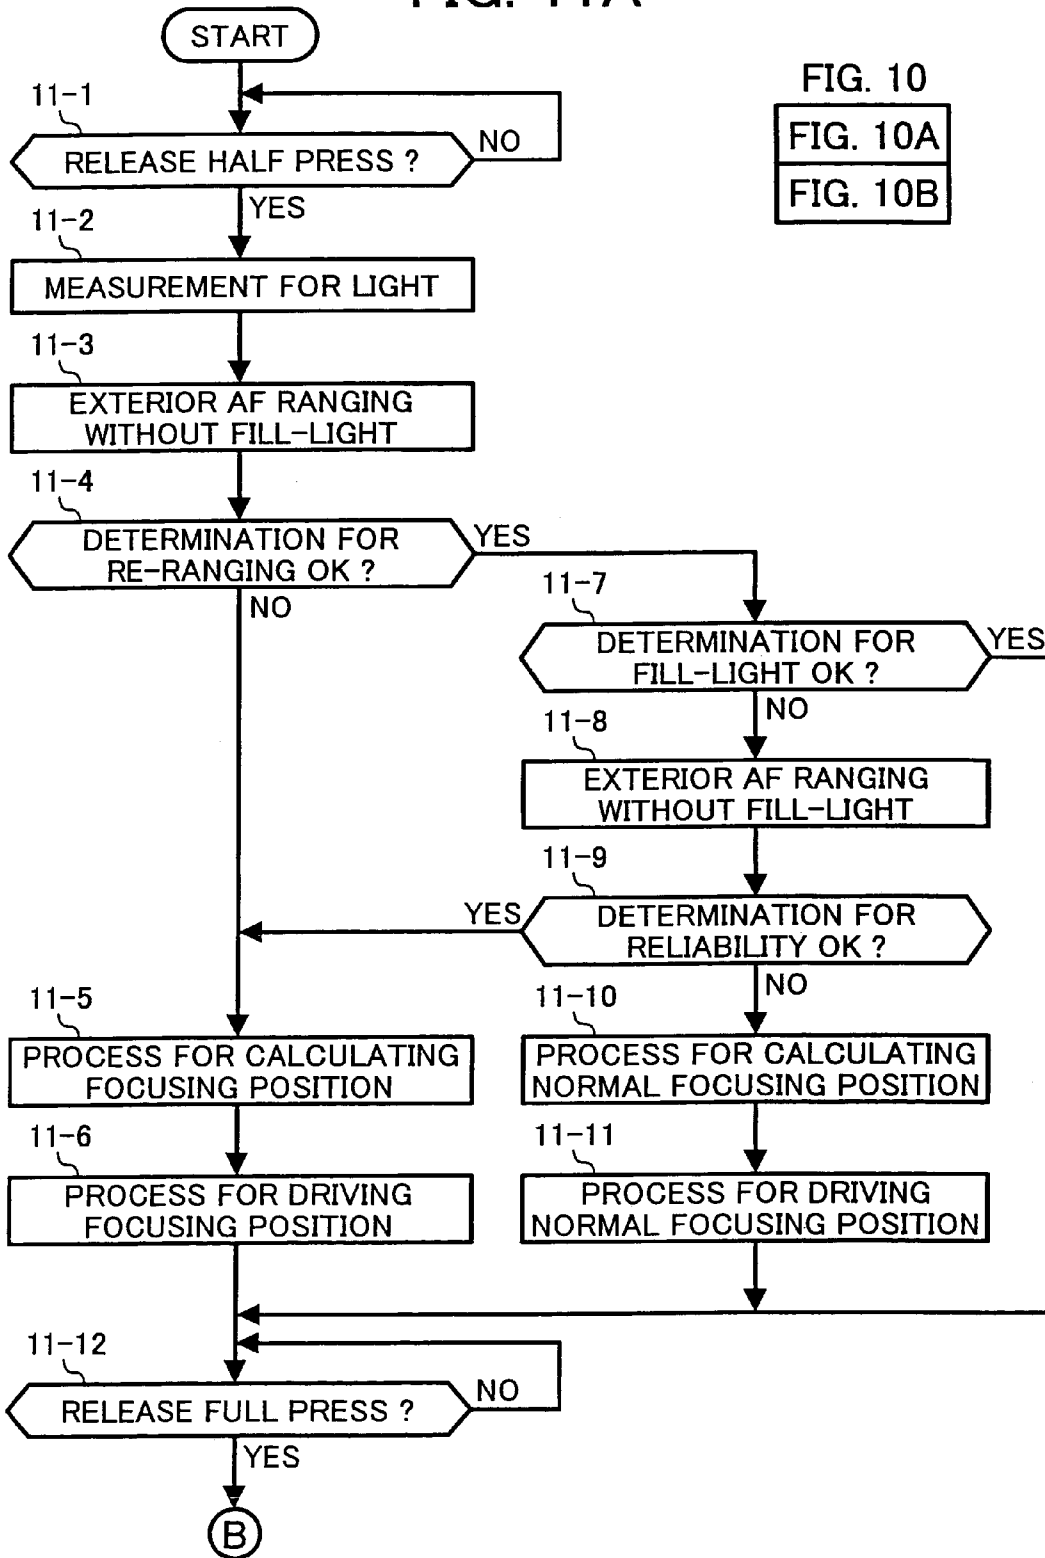 FIG. 11A
START
FIG. 10
FIG. 10A
FIG. 10B
11-1
RELEASE HALF PRESS ?
NO
YES
11-2
MEASUREMENT FOR LIGHT
11-3
EXTERIOR AF RANGING
WITHOUT FILL-LIGHT
11-4
DETERMINATION FOR
RE-RANGING OK ?
YES
NO
11-7
DETERMINATION FOR
FILL-LIGHT OK ?
YES
NO
11-8
EXTERIOR AF RANGING
WITHOUT FILL-LIGHT
11-9
DETERMINATION FOR
RELIABILITY OK ?
YES
NO
11-5
PROCESS FOR CALCULATING
FOCUSING POSITION
11-10
PROCESS FOR CALCULATING
NORMAL FOCUSING POSITION
11-6
PROCESS FOR DRIVING
FOCUSING POSITION
11-11
PROCESS FOR DRIVING
NORMAL FOCUSING POSITION
11-12
RELEASE FULL PRESS ?
NO
YES
B